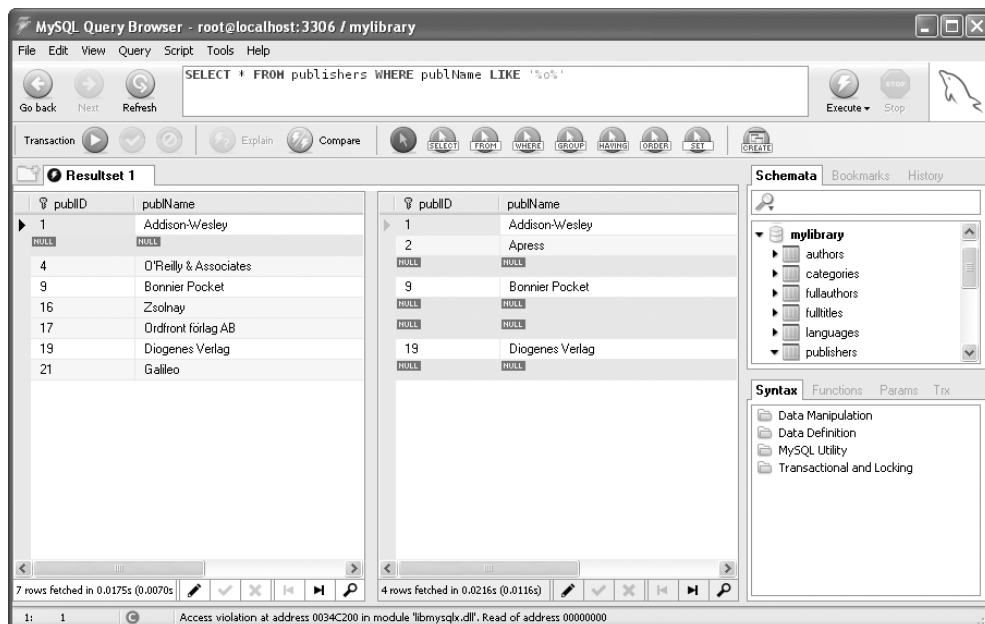 MySQL Query Browser - root@localhost:3306 / mylibrary
File Edit View Query Script Tools Help
SELECT * FROM publishers WHERE publName LIKE '%o%'
Go back Next Refresh Execute Stop
STOP
Transaction Explain Compare SELECT FROM WHERE GROUP HAVING ORDER SET CREATE
Resultset 1
publID publName
1 Addison-Wesley
NULL NULL
4 O'Reilly & Associates
9 Bonnier Pocket
16 Zsolnay
17 Ordfront förlag AB
19 Diogenes Verlag
21 Galileo
7 rows fetched in 0.0175s (0.0070s
publID publName
1 Addison-Wesley
2 Apress
NULL NULL
9 Bonnier Pocket
NULL NULL
NULL NULL
19 Diogenes Verlag
NULL NULL
4 rows fetched in 0.0216s (0.0116s)
Schemata Bookmarks History
mylibrary
authors
categories
fullauthors
fulltitles
languages
publishers
Syntax Functions Params Trx
Data Manipulation
Data Definition
MySQL Utility
Transactional and Locking
1: 1 Access violation at address 0034C200 in module 'libmysqlx.dll'. Read of address 00000000